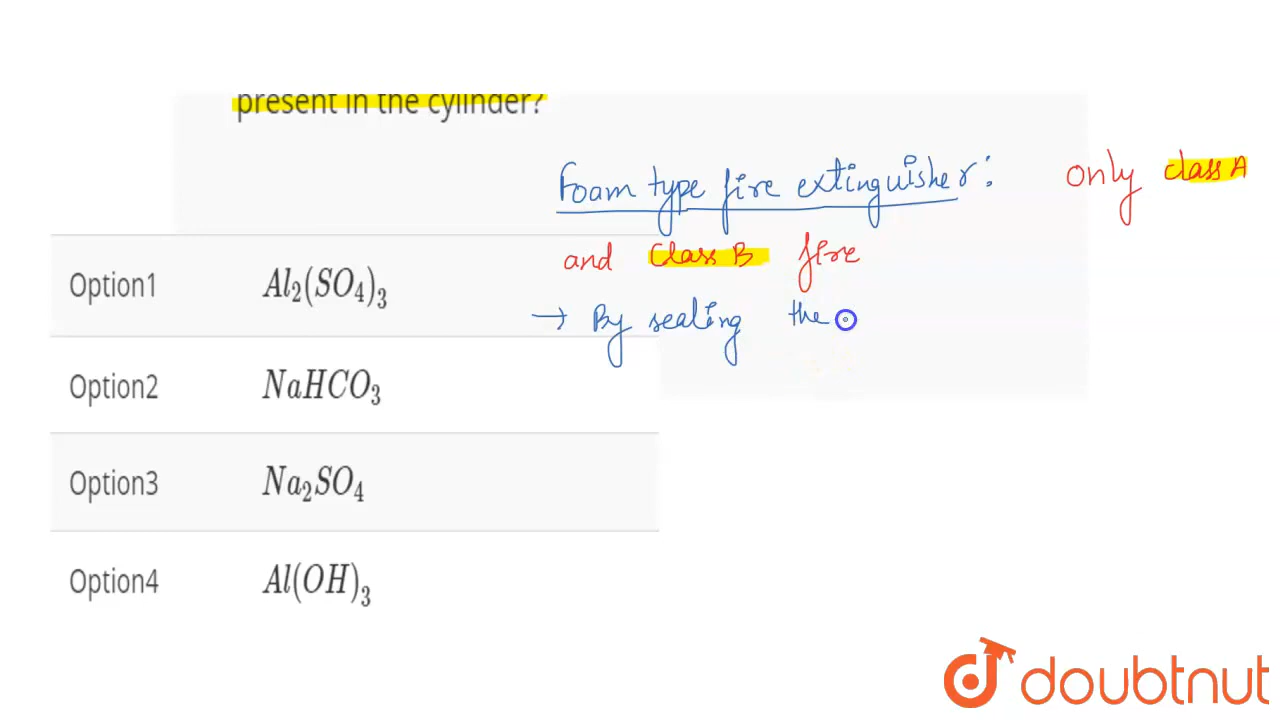 present in the cylinder?
Foam type fire extinguisher: only class A
and class B fire
→ By sealing the
Option1 Al₂(SO₄)₃
Option2 NaHCO₃
Option3 Na₂SO₄
Option4 Al(OH)₃
doubtnut